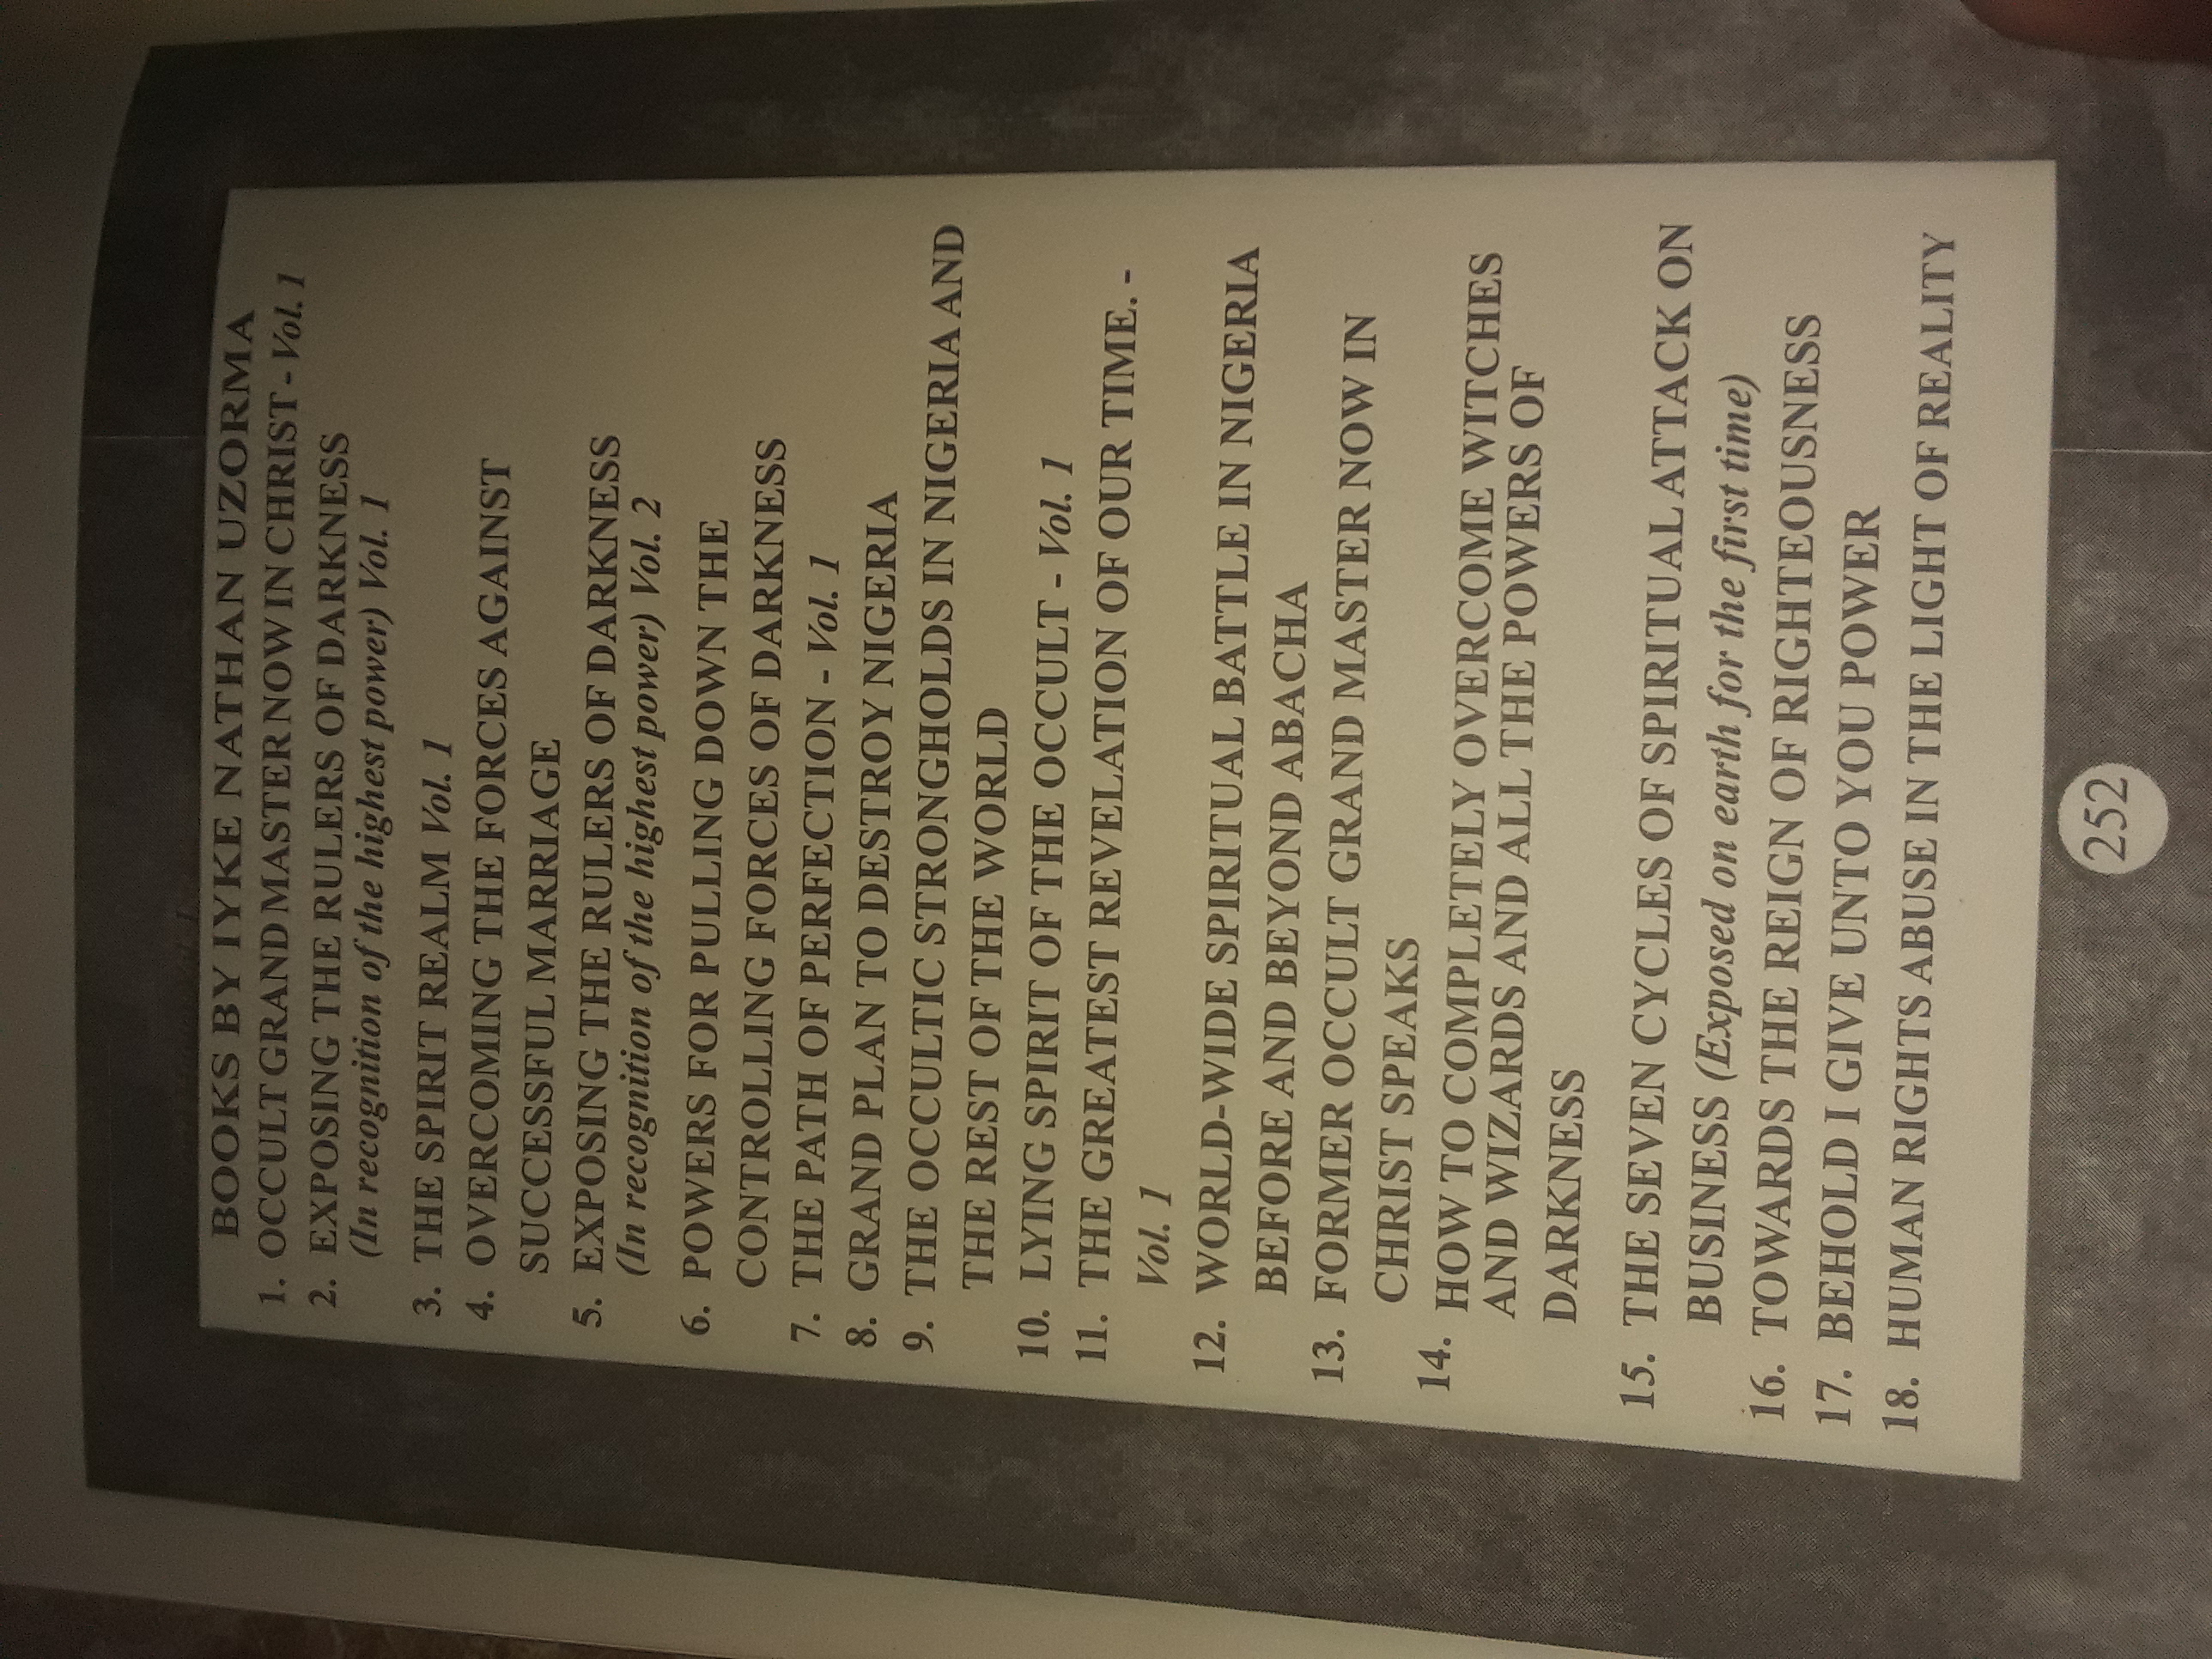 BOOKS BY IYKE NATHAN UZORMA
1. OCCULT GRAND MASTER NOW IN CHRIST - Vol. 1
2. EXPOSING THE RULERS OF DARKNESS
(In recognition of the highest power) Vol. 1
3. THE SPIRIT REALM Vol. 1
4. OVERCOMING THE FORCES AGAINST
SUCCESSFUL MARRIAGE
5. EXPOSING THE RULERS OF DARKNESS
(In recognition of the highest power) Vol. 2
6. POWERS FOR PULLING DOWN THE
CONTROLLING FORCES OF DARKNESS
7. THE PATH OF PERFECTION - Vol. 1
8. GRAND PLAN TO DESTROY NIGERIA
9. THE OCCULTIC STRONGHOLDS IN NIGERIA AND
THE REST OF THE WORLD
10. LYING SPIRIT OF THE OCCULT - Vol. 1
11. THE GREATEST REVELATION OF OUR TIME. -
Vol. 1
12. WORLD-WIDE SPIRITUAL BATTLE IN NIGERIA
BEFORE AND BEYOND ABACHA
13. FORMER OCCULT GRAND MASTER NOW IN
CHRIST SPEAKS
14. HOW TO COMPLETELY OVERCOME WITCHES
AND WIZARDS AND ALL THE POWERS OF
DARKNESS
15. THE SEVEN CYCLES OF SPIRITUAL ATTACK ON
BUSINESS (Exposed on earth for the first time)
16. TOWARDS THE REIGN OF RIGHTEOUSNESS
17. BEHOLD I GIVE UNTO YOU POWER
18. HUMAN RIGHTS ABUSE IN THE LIGHT OF REALITY
252